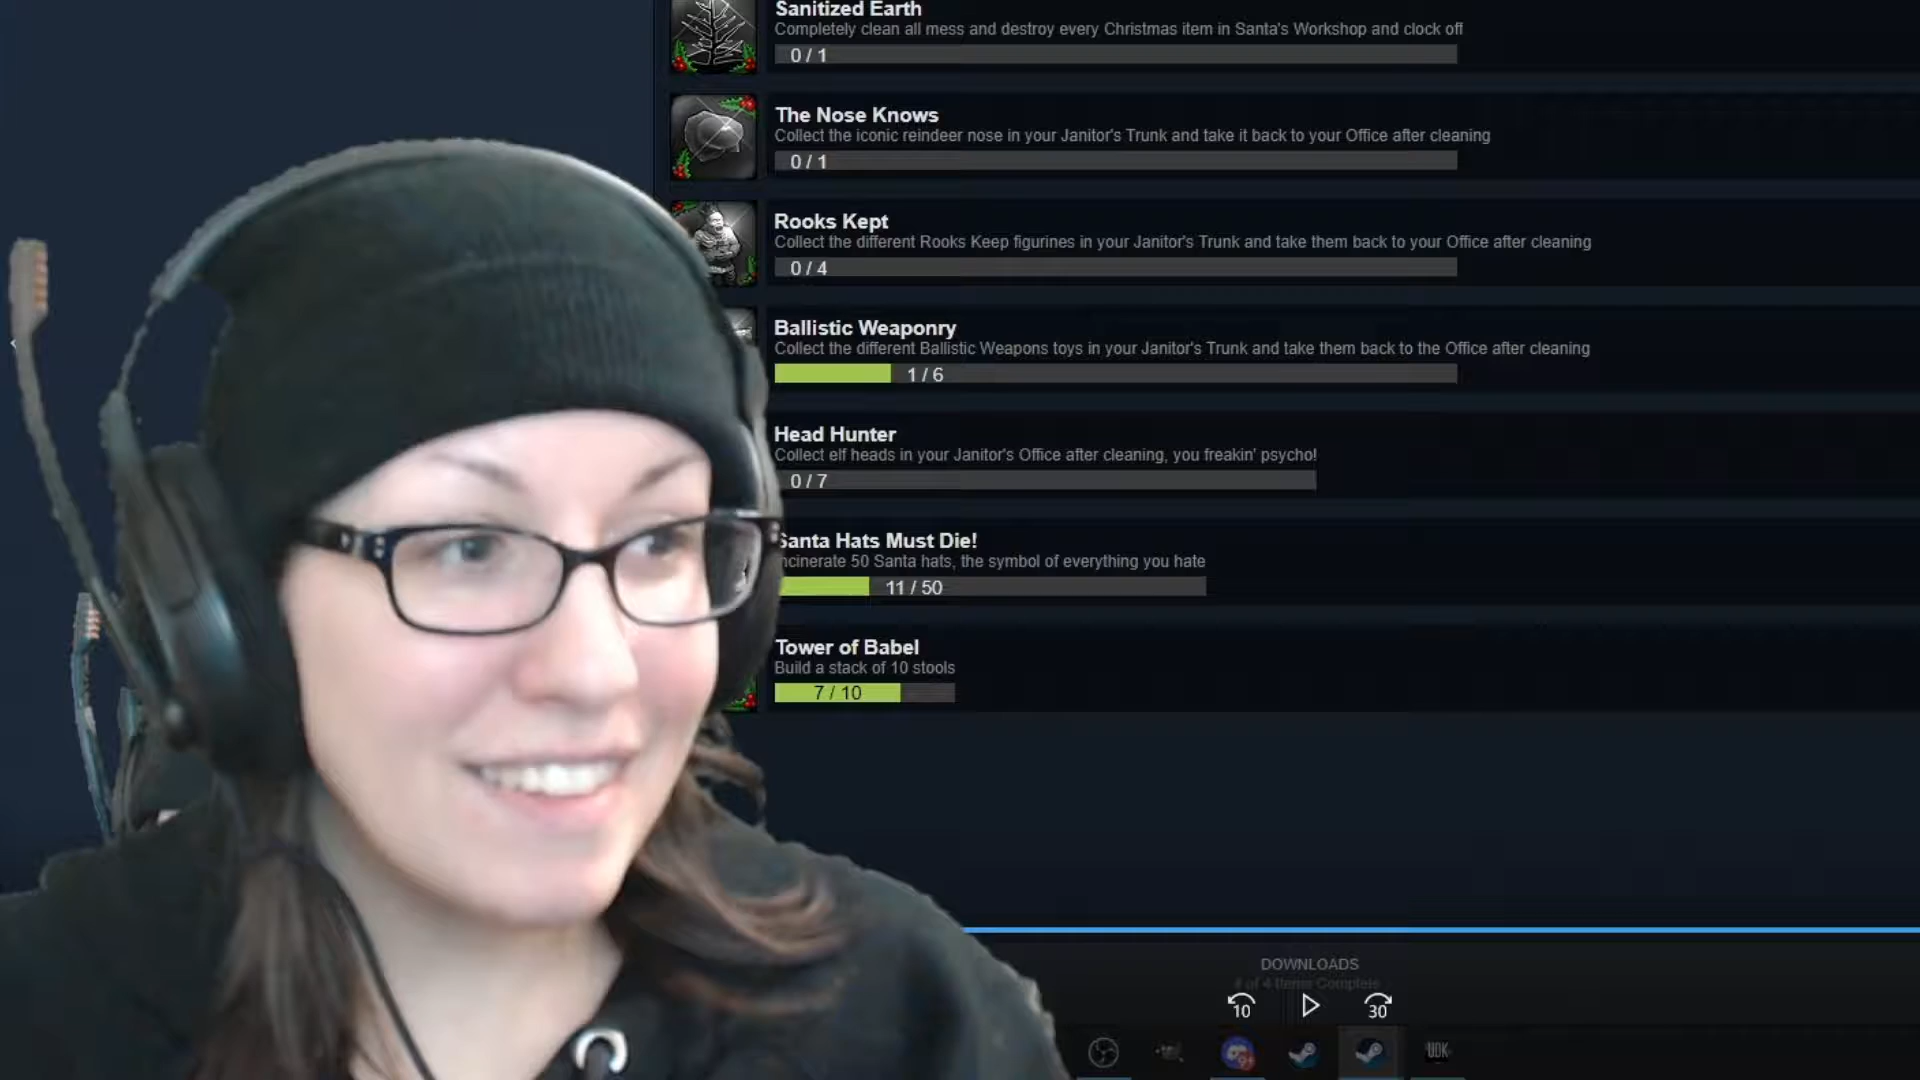 Sanitized Earth
Completely clean all mess and destroy every Christmas item in Santa's Workshop and clock off
0 / 1
The Nose Knows
Collect the iconic reindeer nose in your Janitor's Trunk and take it back to your Office after cleaning
0 / 1
Rooks Kept
Collect the different Rooks Keep figurines in your Janitor's Trunk and take them back to your Office after cleaning
0 / 4
Ballistic Weaponry
Collect the different Ballistic Weapons toys in your Janitor's Trunk and take them back to the Office after cleaning
1 / 6
Head Hunter
Collect elf heads in your Janitor's Office after cleaning, you freakin' psycho!
0 / 7
Santa Hats Must Die!
ncinerate 50 Santa hats, the symbol of everything you hate
11 / 50
Tower of Babel
Build a stack of 10 stools
7 / 10
DOWNLOADS
of 4 Items Complete
10
30
9+
UDK